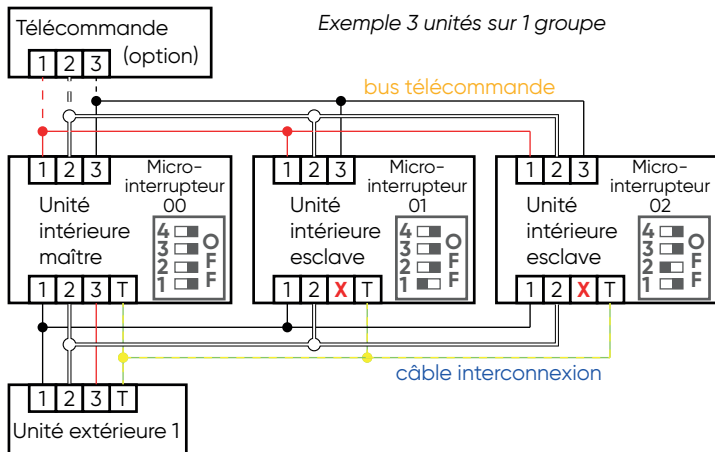 Télécommande
(option)
Exemple 3 unités sur 1 groupe
1 2 3
bus télécommande
1 2 3
Micro-
interrupteur
00
Unité
intérieure
maître
4
3
2
1
O
F
F
1 2 3 T
1 2 3
Micro-
interrupteur
01
Unité
intérieure
esclave
4
3
2
1
O
F
F
1 2 X T
1 2 3
Micro-
interrupteur
02
Unité
intérieure
esclave
4
3
2
1
O
F
F
1 2 X T
câble interconnexion
1 2 3 T
Unité extérieure 1